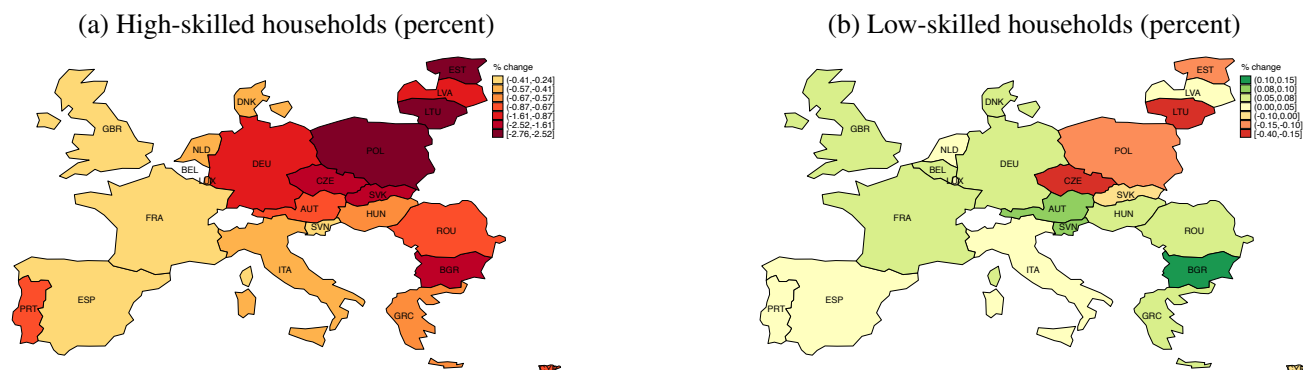 (a) High-skilled households (percent)
% change
(-0.41,-0.24]
(-0.57,-0.41]
(-0.67,-0.57]
(-0.87,-0.67]
(-1.61,-0.87]
(-2.52,-1.61]
[-2.76,-2.52]
EST
LVA
LTU
DNK
GBR
NLD
POL
DEU
BEL
LUX
CZE
SVK
AUT
HUN
FRA
SVN
ROU
ITA
BGR
ESP
PRT
GRC
(b) Low-skilled households (percent)
% change
(0.10,0.15]
(0.08,0.10]
(0.05,0.08]
(0.00,0.05]
(-0.10,0.00]
(-0.15,-0.10]
[-0.40,-0.15]
EST
LVA
LTU
DNK
GBR
NLD
POL
DEU
BEL
LUX
CZE
SVK
AUT
HUN
FRA
SVN
ROU
ITA
BGR
ESP
PRT
GRC